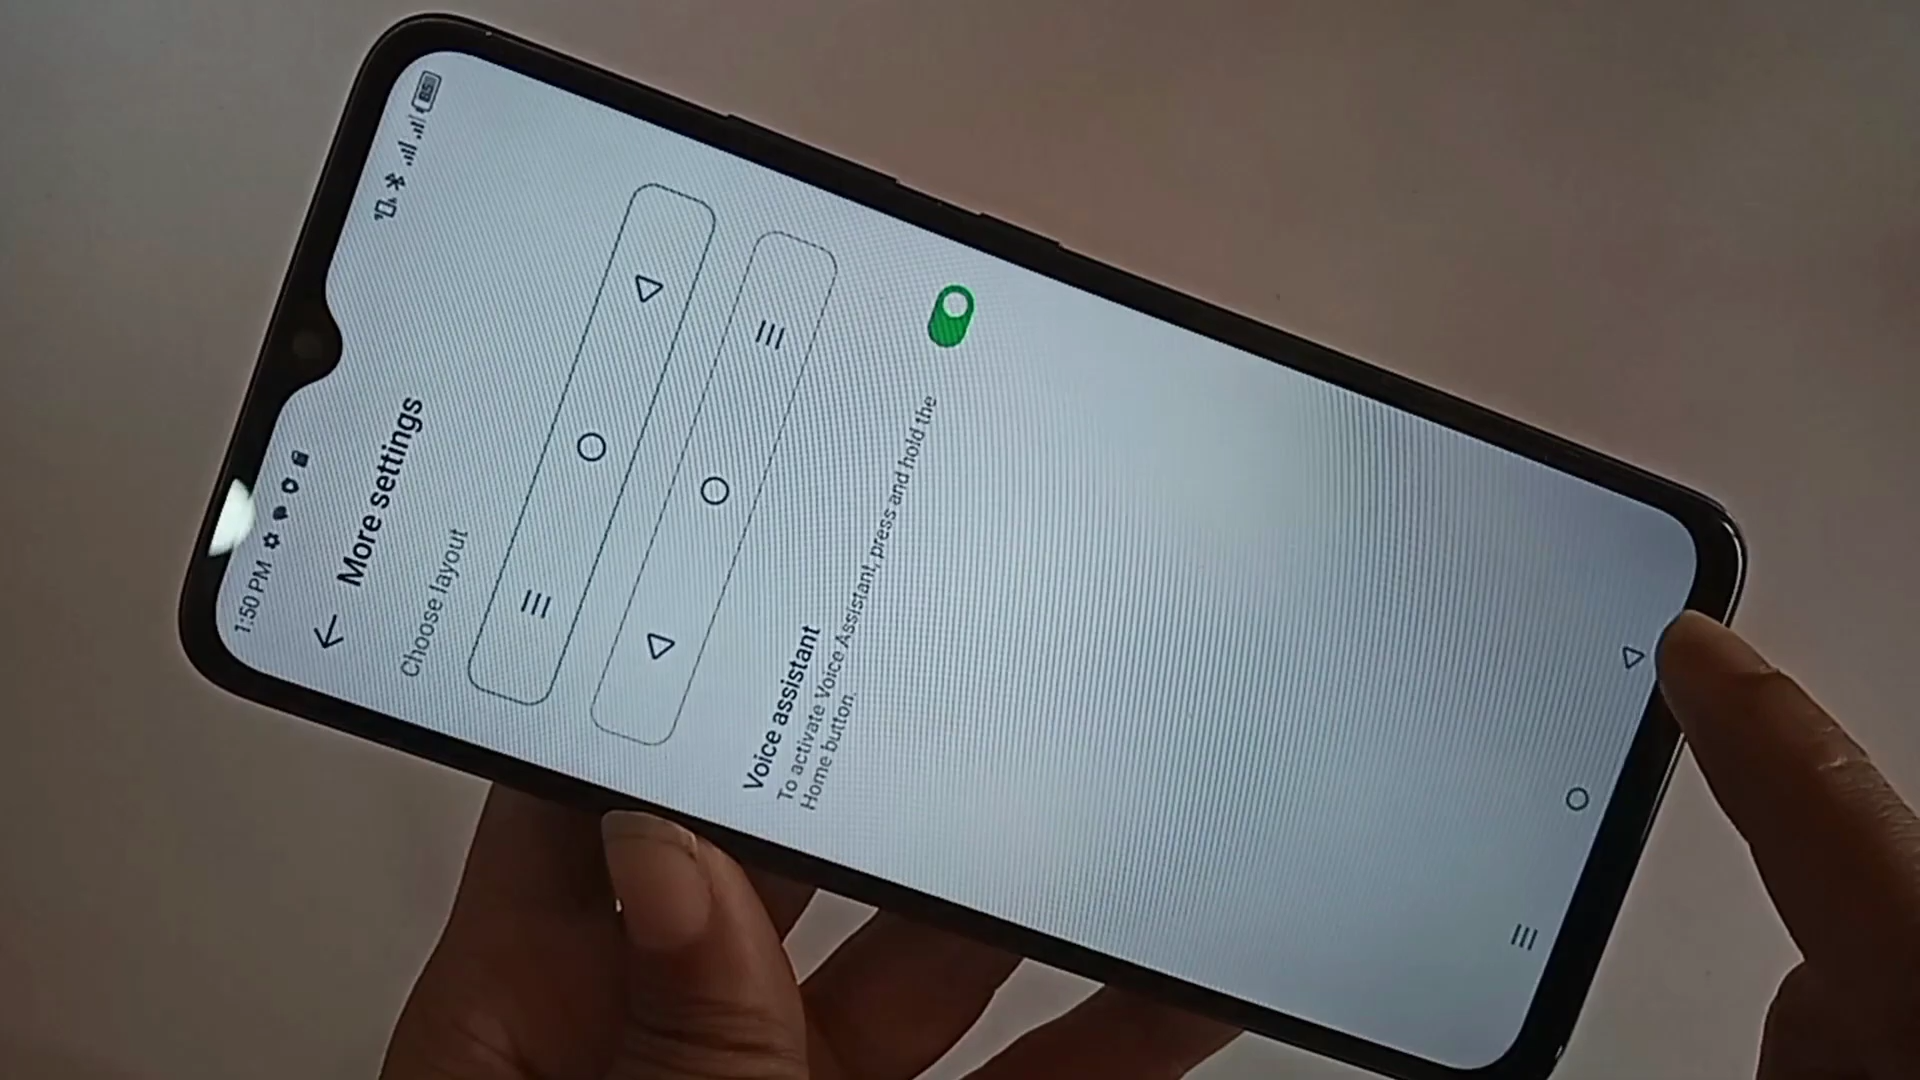 1:50 PM
85
More settings
Choose layout
Voice assistant
To activate Voice Assistant, press and hold the
Home button.